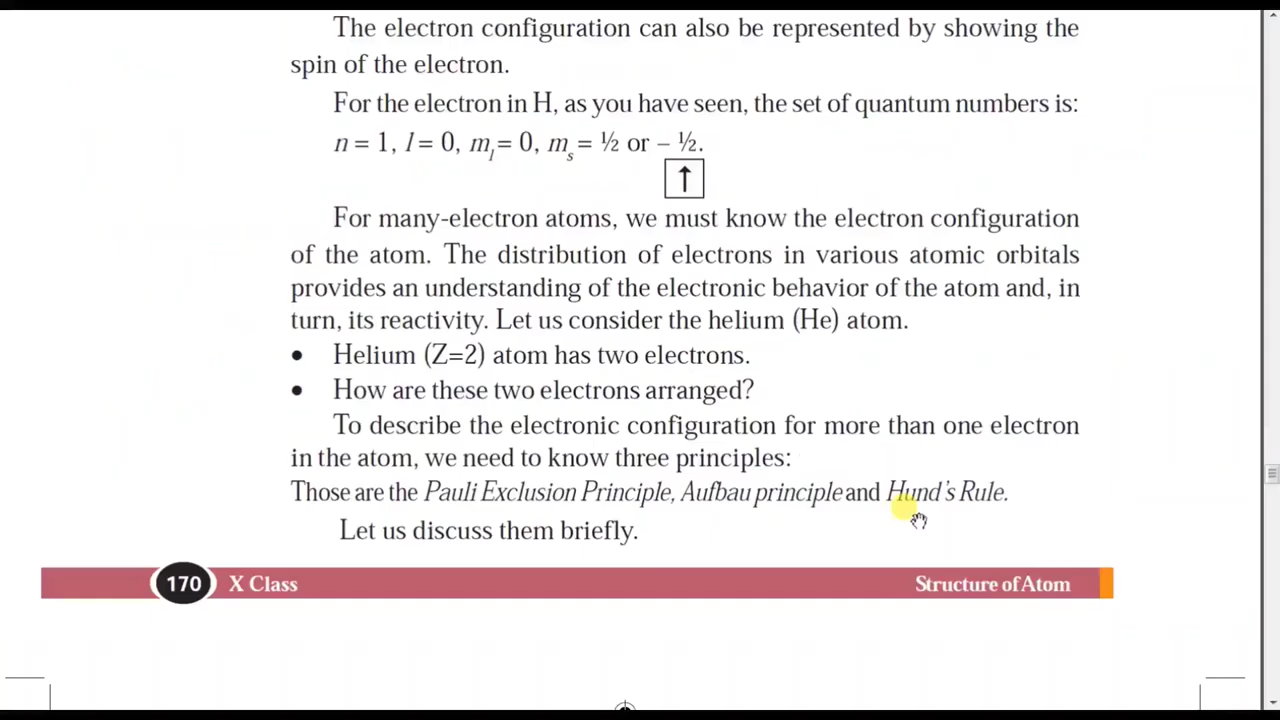 The electron configuration can also be represented by showing the
spin of the electron.
For the electron in H, as you have seen, the set of quantum numbers is:
n = 1, l = 0, mₗ = 0, mₛ = ½ or – ½.
↑
For many-electron atoms, we must know the electron configuration
of the atom. The distribution of electrons in various atomic orbitals
provides an understanding of the electronic behavior of the atom and, in
turn, its reactivity. Let us consider the helium (He) atom.
• Helium (Z=2) atom has two electrons.
• How are these two electrons arranged?
To describe the electronic configuration for more than one electron
in the atom, we need to know three principles:
Those are the Pauli Exclusion Principle, Aufbau principle and Hund's Rule.
Let us discuss them briefly.
170 X Class Structure of Atom